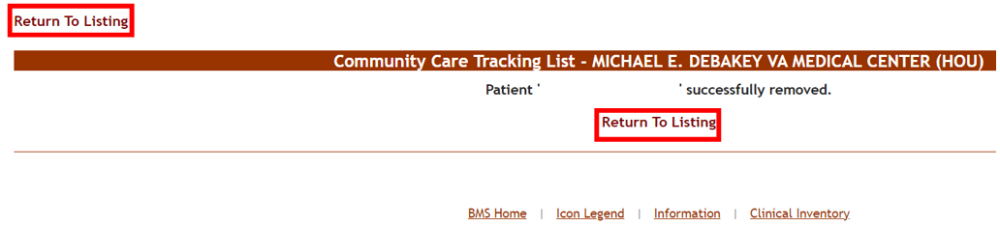 Return To Listing
Community Care Tracking List - MICHAEL E. DEBAKEY VA MEDICAL CENTER (HOU)
Patient ' ' successfully removed.
Return To Listing
BMS Home | Icon Legend | Information | Clinical Inventory